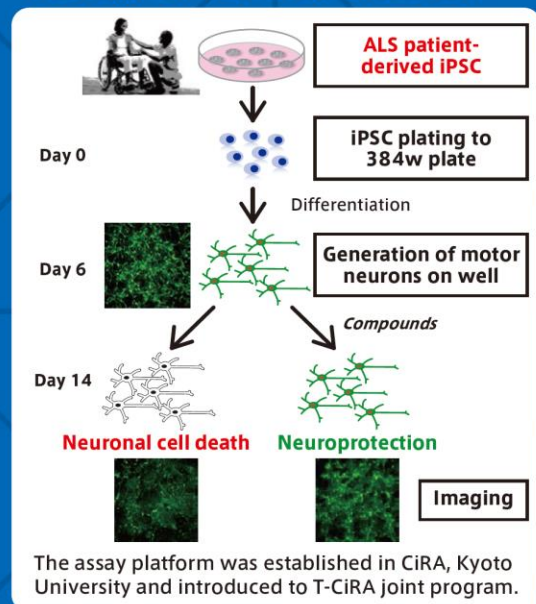 ALS patient-
derived iPSC
Day 0
iPSC plating to
384w plate
Differentiation
Day 6
Generation of motor
neurons on well
Compounds
Day 14
Neuronal cell death
Neuroprotection
Imaging
The assay platform was established in CiRA, Kyoto
University and introduced to T-CiRA joint program.